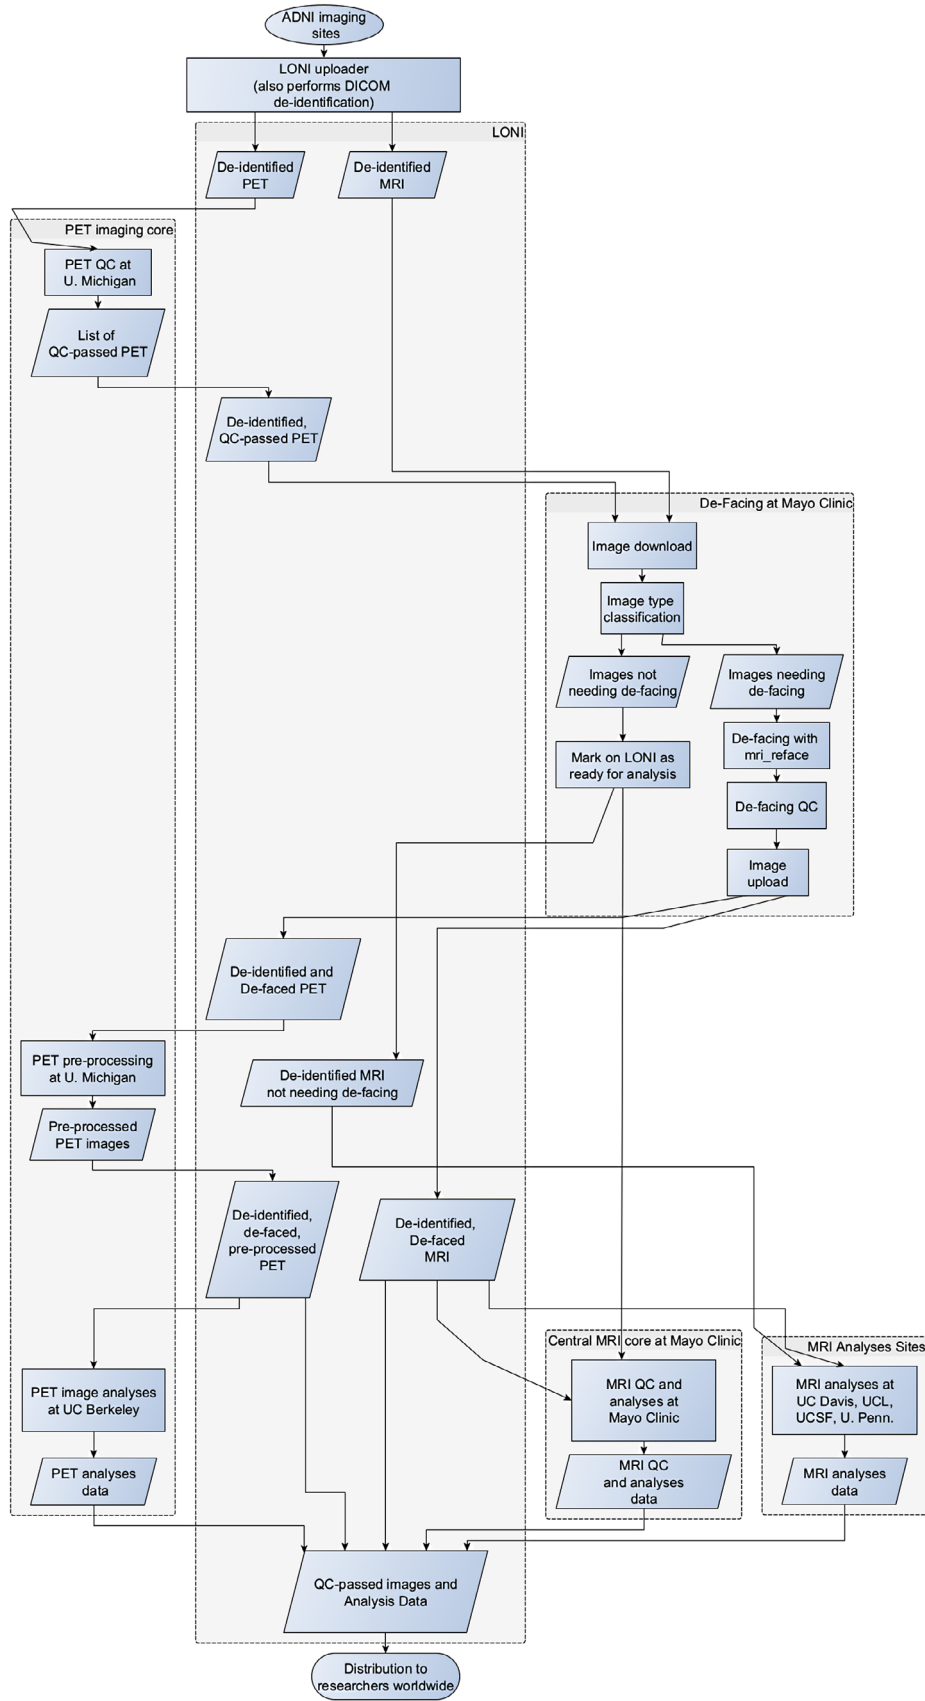 ADNI imaging
sites
LONI uploader
(also performs DICOM
de-identification)
LONI
De-identified
PET
De-identified
MRI
PET imaging core
PET QC at
U. Michigan
List of
QC-passed PET
De-identified,
QC-passed PET
De-Facing at Mayo Clinic
Image download
Image type
classification
Images not
needing de-facing
Images needing
de-facing
Mark on LONI as
ready for analysis
De-facing with
mri_reface
De-facing QC
Image
upload
De-identified and
De-faced PET
PET pre-processing
at U. Michigan
De-identified MRI
not needing de-facing
Pre-processed
PET images
De-identified,
de-faced,
pre-processed
PET
De-identified,
De-faced
MRI
Central MRI core at Mayo Clinic
MRI Analyses Sites
PET image analyses
at UC Berkeley
MRI QC and
analyses at
Mayo Clinic
MRI analyses at
UC Davis, UCL,
UCSF, U. Penn.
PET analyses
data
MRI QC
and analyses
data
MRI analyses
data
QC-passed images and
Analysis Data
Distribution to
researchers worldwide